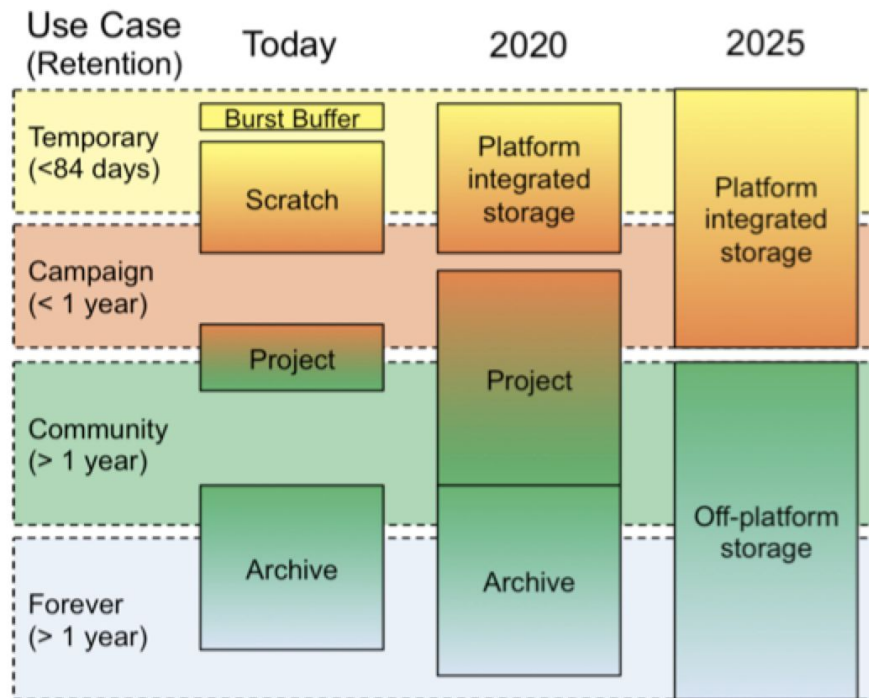 Use Case
(Retention)
Today
2020
2025
Temporary
(<84 days)
Burst Buffer
Scratch
Platform
integrated
storage
Platform
integrated
storage
Campaign
(< 1 year)
Project
Project
Community
(> 1 year)
Archive
Archive
Off-platform
storage
Forever
(> 1 year)